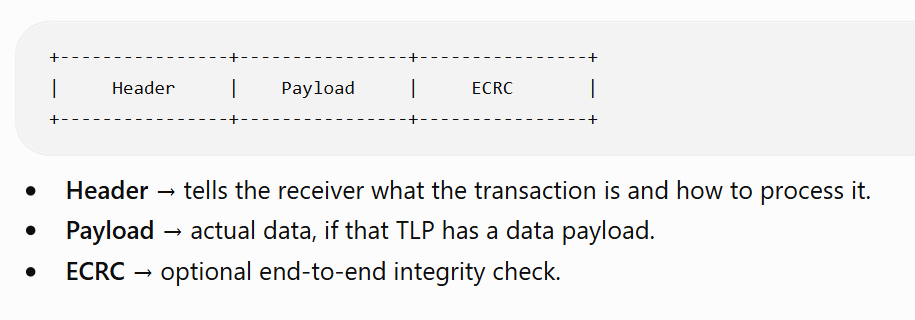 +----------------+----------------+----------------+
|     Header     |    Payload     |     ECRC       |
+----------------+----------------+----------------+
• Header → tells the receiver what the transaction is and how to process it.
• Payload → actual data, if that TLP has a data payload.
• ECRC → optional end-to-end integrity check.